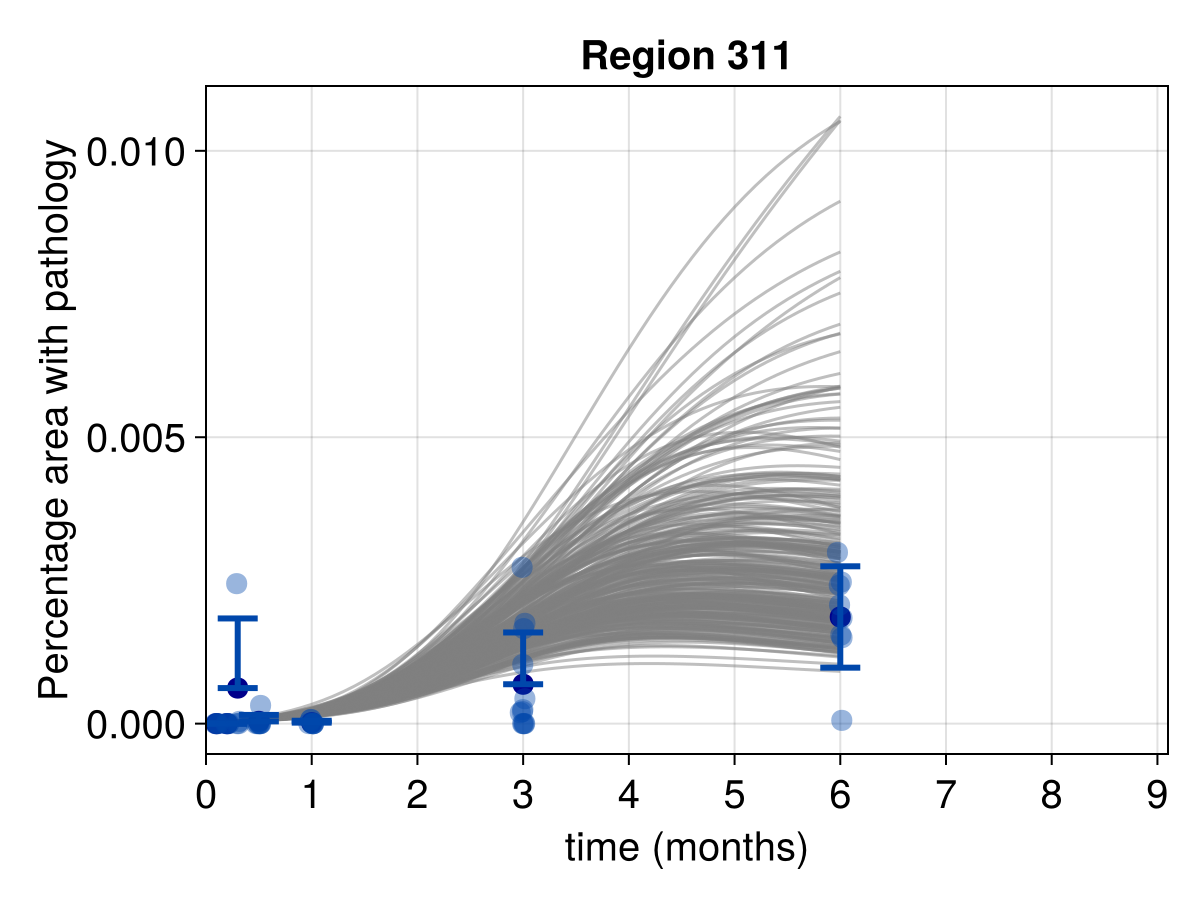 Region 311
Percentage area with pathology
0.010
0.005
0.000
0 1 2 3 4 5 6 7 8 9
time (months)